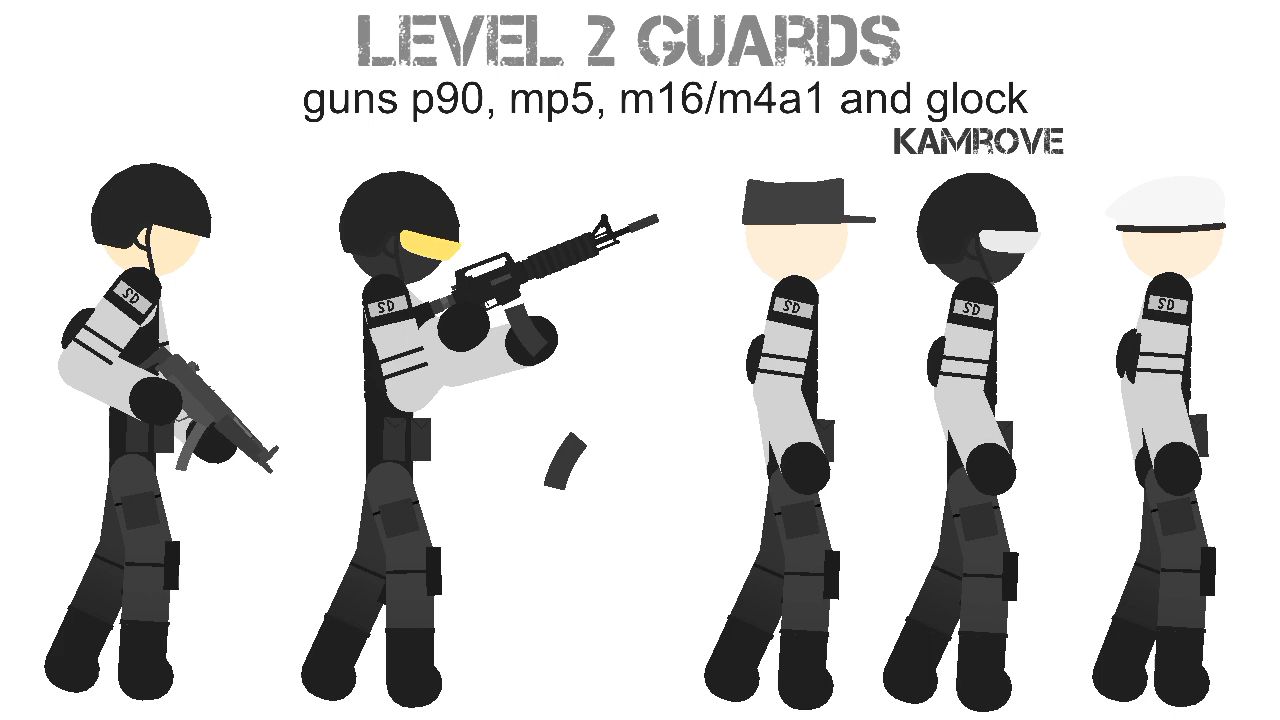 LEVEL 2 GUARDS
guns p90, mp5, m16/m4a1 and glock
KAMROVE
SD
SD
SD
SD
SD